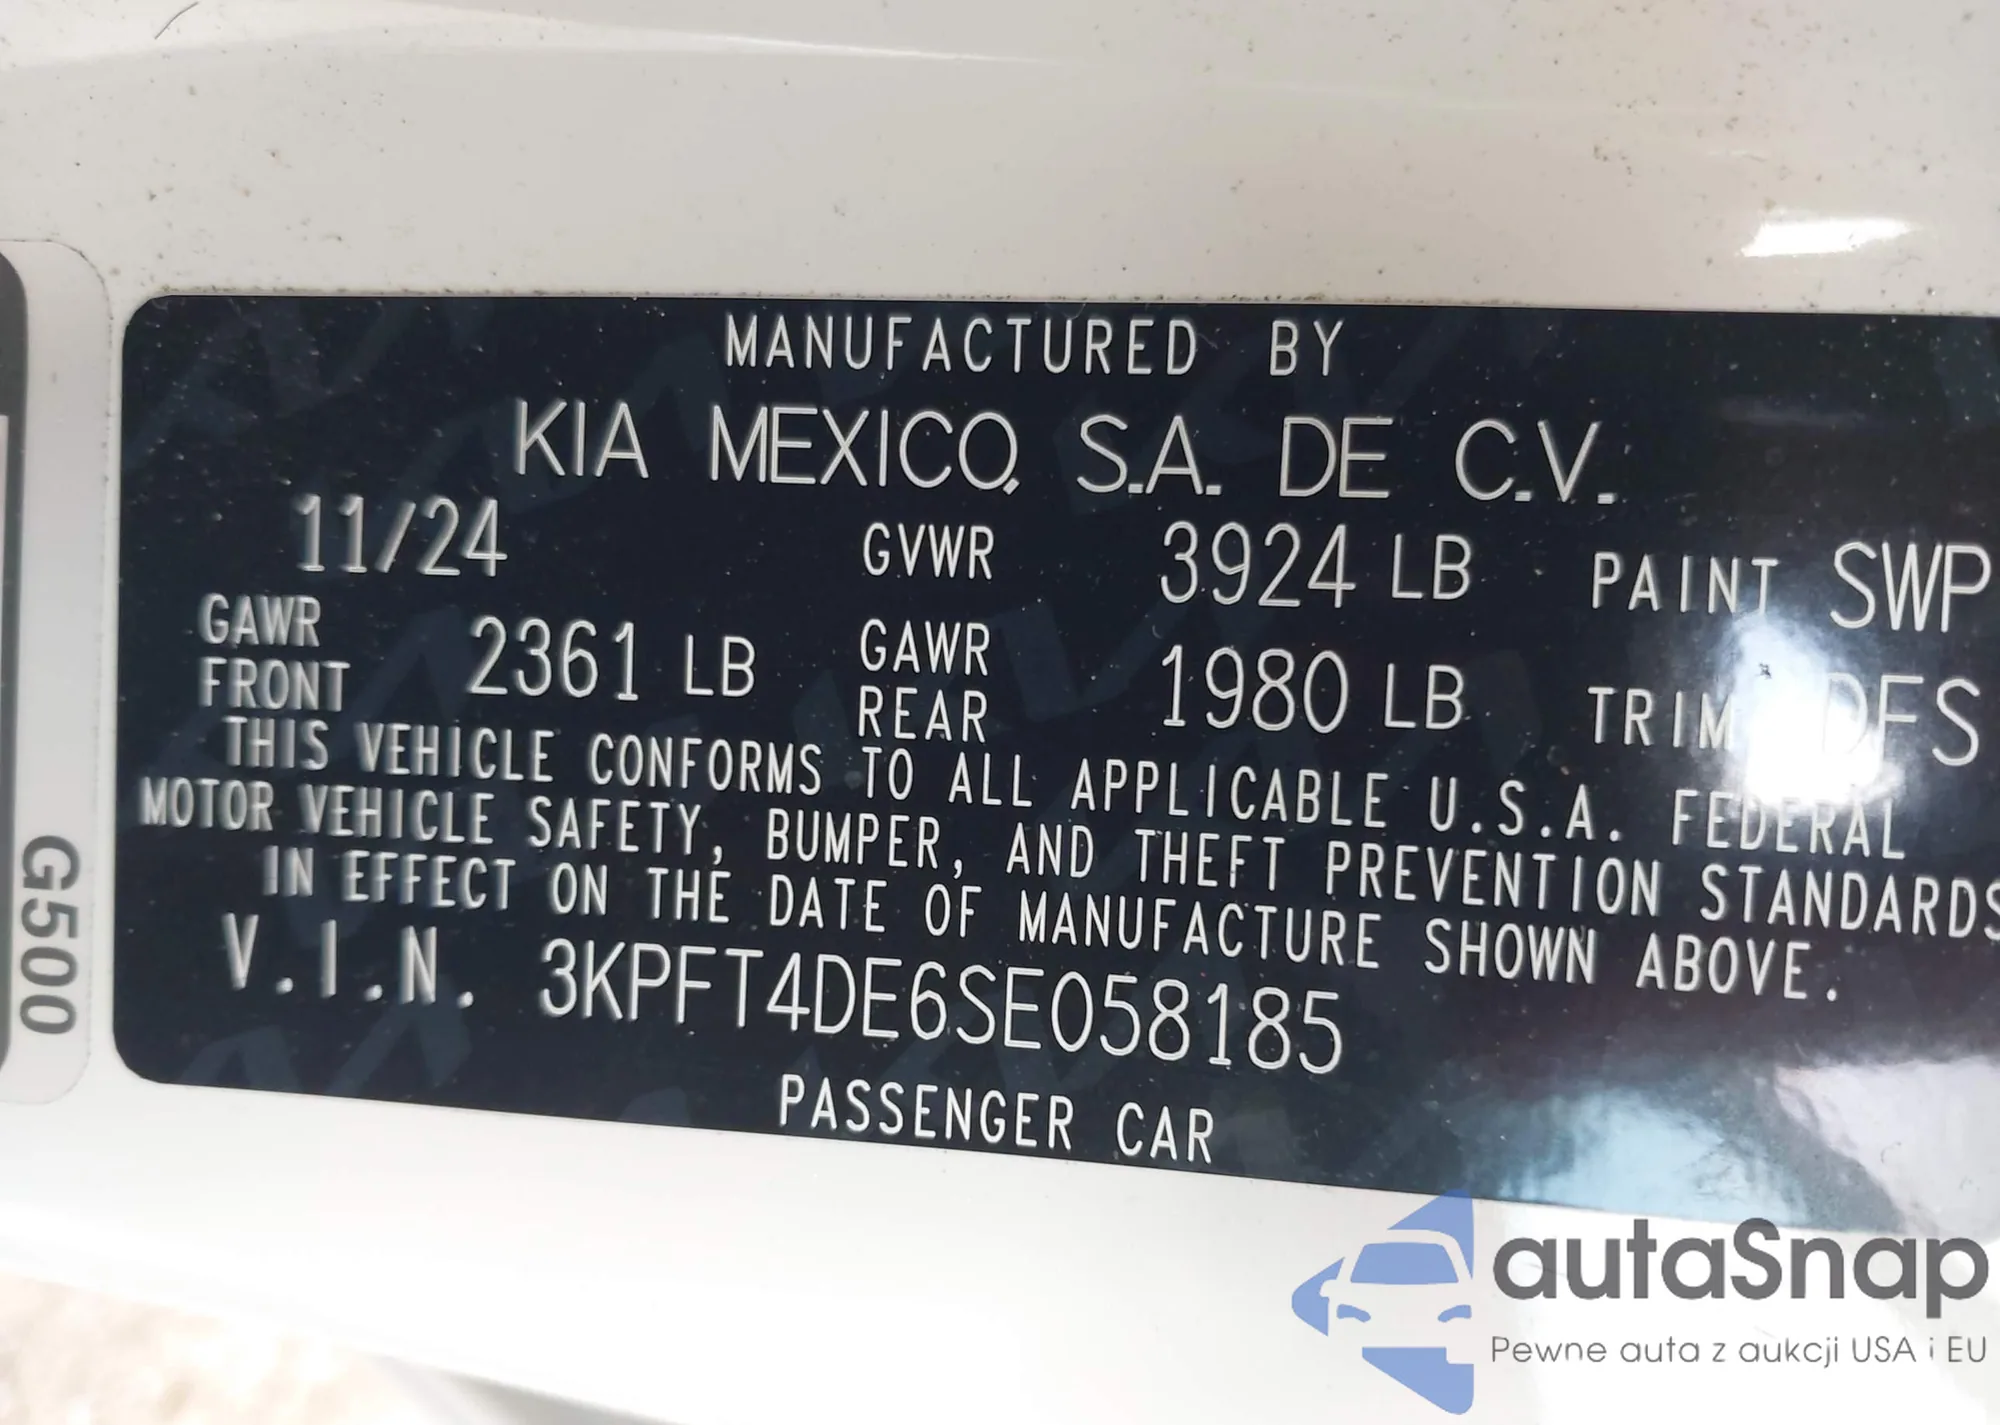 MANUFACTURED BY
KIA MEXICO, S.A. DE C.V.
11/24 GVWR 3924 LB PAINT SWP
GAWR FRONT 2361 LB GAWR REAR 1980 LB TRIM DFS
THIS VEHICLE CONFORMS TO ALL APPLICABLE U.S.A. FEDERAL
MOTOR VEHICLE SAFETY, BUMPER, AND THEFT PREVENTION STANDARDS
IN EFFECT ON THE DATE OF MANUFACTURE SHOWN ABOVE.
V.I.N. 3KPFT4DE6SE058185
PASSENGER CAR
G500
autaSnap
Pewne auta z aukcji USA i EU